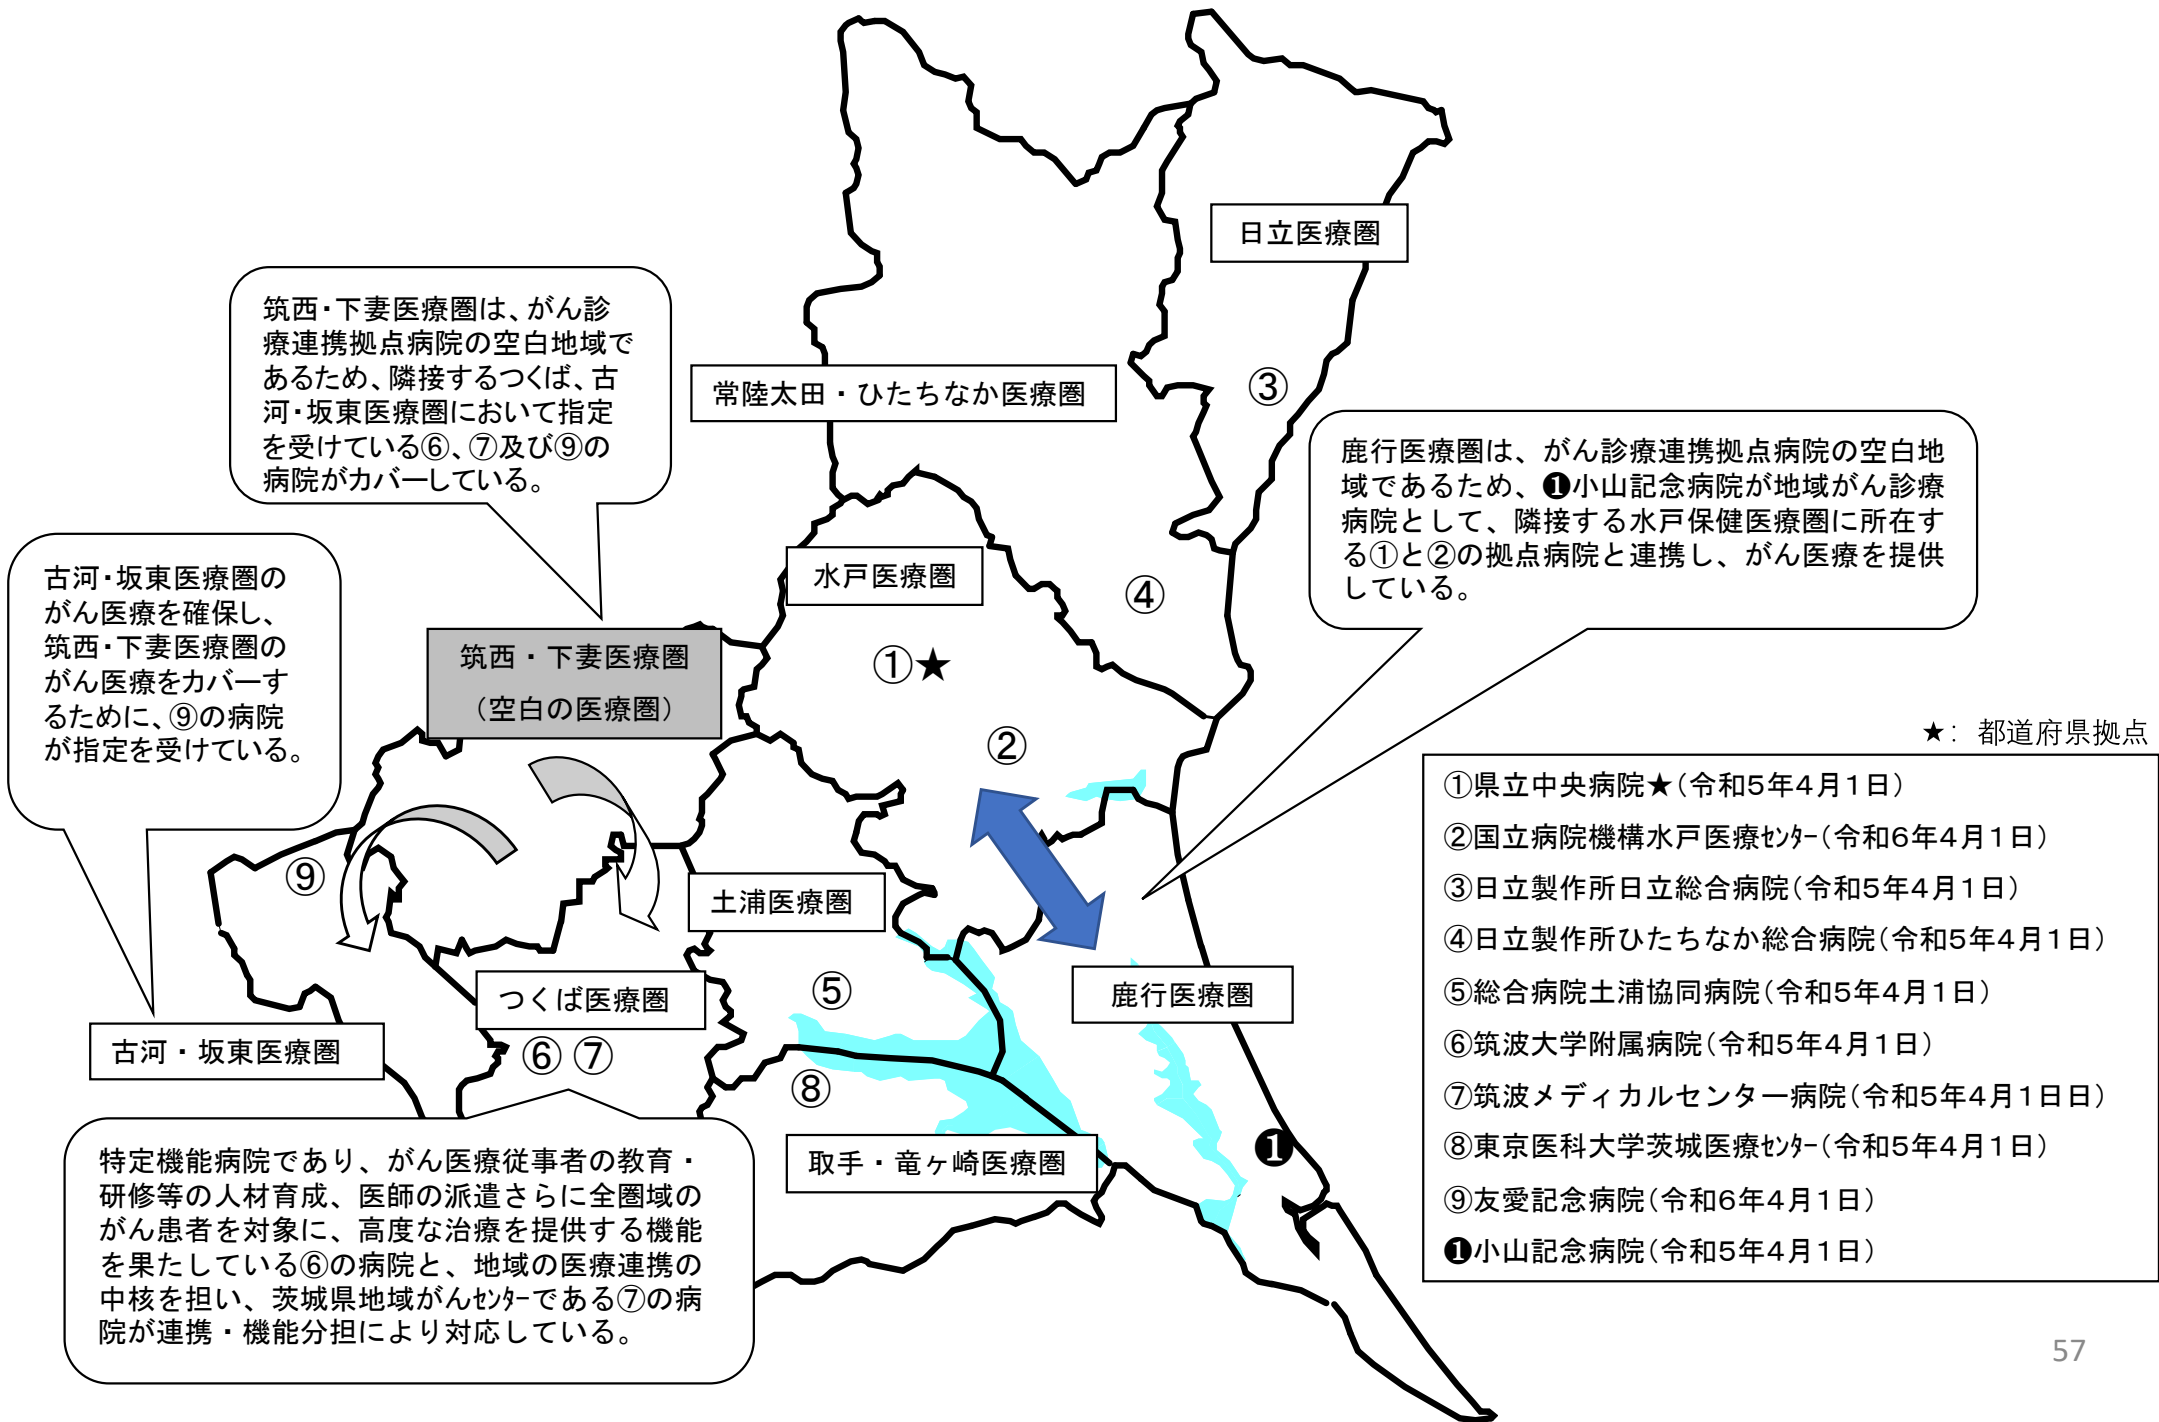 日立医療圏
筑西・下妻医療圏は、がん診
療連携拠点病院の空白地域で
あるため、隣接するつくば、古
河・坂東医療圏において指定
を受けている⑥、⑦及び⑨の
病院がカバーしている。
常陸太田・ひたちなか医療圏
③
鹿行医療圏は、がん診療連携拠点病院の空白地
域であるため、❶小山記念病院が地域がん診療
病院として、隣接する水戸保健医療圏に所在す
る①と②の拠点病院と連携し、がん医療を提供
している。
古河・坂東医療圏の
がん医療を確保し、
筑西・下妻医療圏の
がん医療をカバーす
るために、⑨の病院
が指定を受けている。
水戸医療圏
④
筑西・下妻医療圏
（空白の医療圏）
①★
②
★： 都道府県拠点
①県立中央病院★（令和5年4月1日）
②国立病院機構水戸医療ｾﾝﾀｰ（令和6年4月1日）
③日立製作所日立総合病院（令和5年4月1日）
④日立製作所ひたちなか総合病院（令和5年4月1日）
⑤総合病院土浦協同病院（令和5年4月1日）
⑥筑波大学附属病院（令和5年4月1日）
⑦筑波メディカルセンター病院（令和5年4月1日日）
⑧東京医科大学茨城医療ｾﾝﾀｰ（令和5年4月1日）
⑨友愛記念病院（令和6年4月1日）
❶小山記念病院（令和5年4月1日）
⑨
土浦医療圏
つくば医療圏
⑤
鹿行医療圏
古河・坂東医療圏
⑥⑦
⑧
❶
取手・竜ヶ崎医療圏
特定機能病院であり、がん医療従事者の教育・
研修等の人材育成、医師の派遣さらに全圏域の
がん患者を対象に、高度な治療を提供する機能
を果たしている⑥の病院と、地域の医療連携の
中核を担い、茨城県地域がんｾﾝﾀｰである⑦の病
院が連携・機能分担により対応している。
57